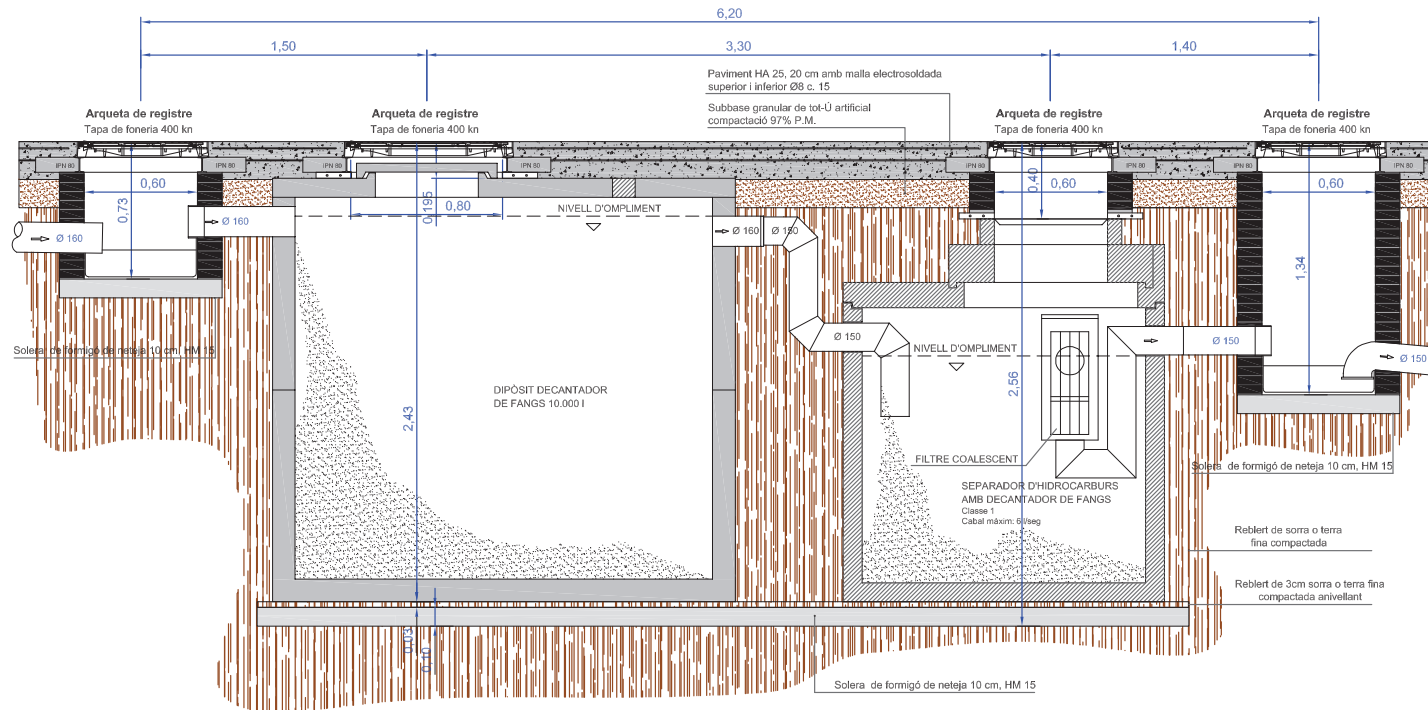 6,20
1,50
3,30
1,40
Paviment HA 25, 20 cm amb malla electrosoldada
superior i inferior Ø8 c. 15
Subbase granular de tot-Ú artificial
compactació 97% P.M.
Arqueta de registre
Tapa de foneria 400 kn
Arqueta de registre
Tapa de foneria 400 kn
Arqueta de registre
Tapa de foneria 400 kn
Arqueta de registre
Tapa de foneria 400 kn
IPN 80
IPN 80
IPN 80
IPN 80
IPN 80
IPN 80
IPN 80
IPN 80
0,60
0,73
0,195
0,80
0,40
0,60
0,60
NIVELL D'OMPLIMENT
Ø 160
Ø 160
Ø 160
Ø 150
1,34
Ø 150
Ø 150
Ø 150
NIVELL D'OMPLIMENT
Solera de formigó de neteja 10 cm, HM 15
DIPÒSIT DECANTADOR
DE FANGS 10.000 l
2,43
2,56
FILTRE COALESCENT
Solera de formigó de neteja 10 cm, HM 15
SEPARADOR D'HIDROCARBURS
AMB DECANTADOR DE FANGS
Classe 1
Cabal màxim: 6 l/seg
Reblert de sorra o terra
fina compactada
Reblert de 3cm sorra o terra fina
compactada anivellant
0,03
0,10
Solera de formigó de neteja 10 cm, HM 15